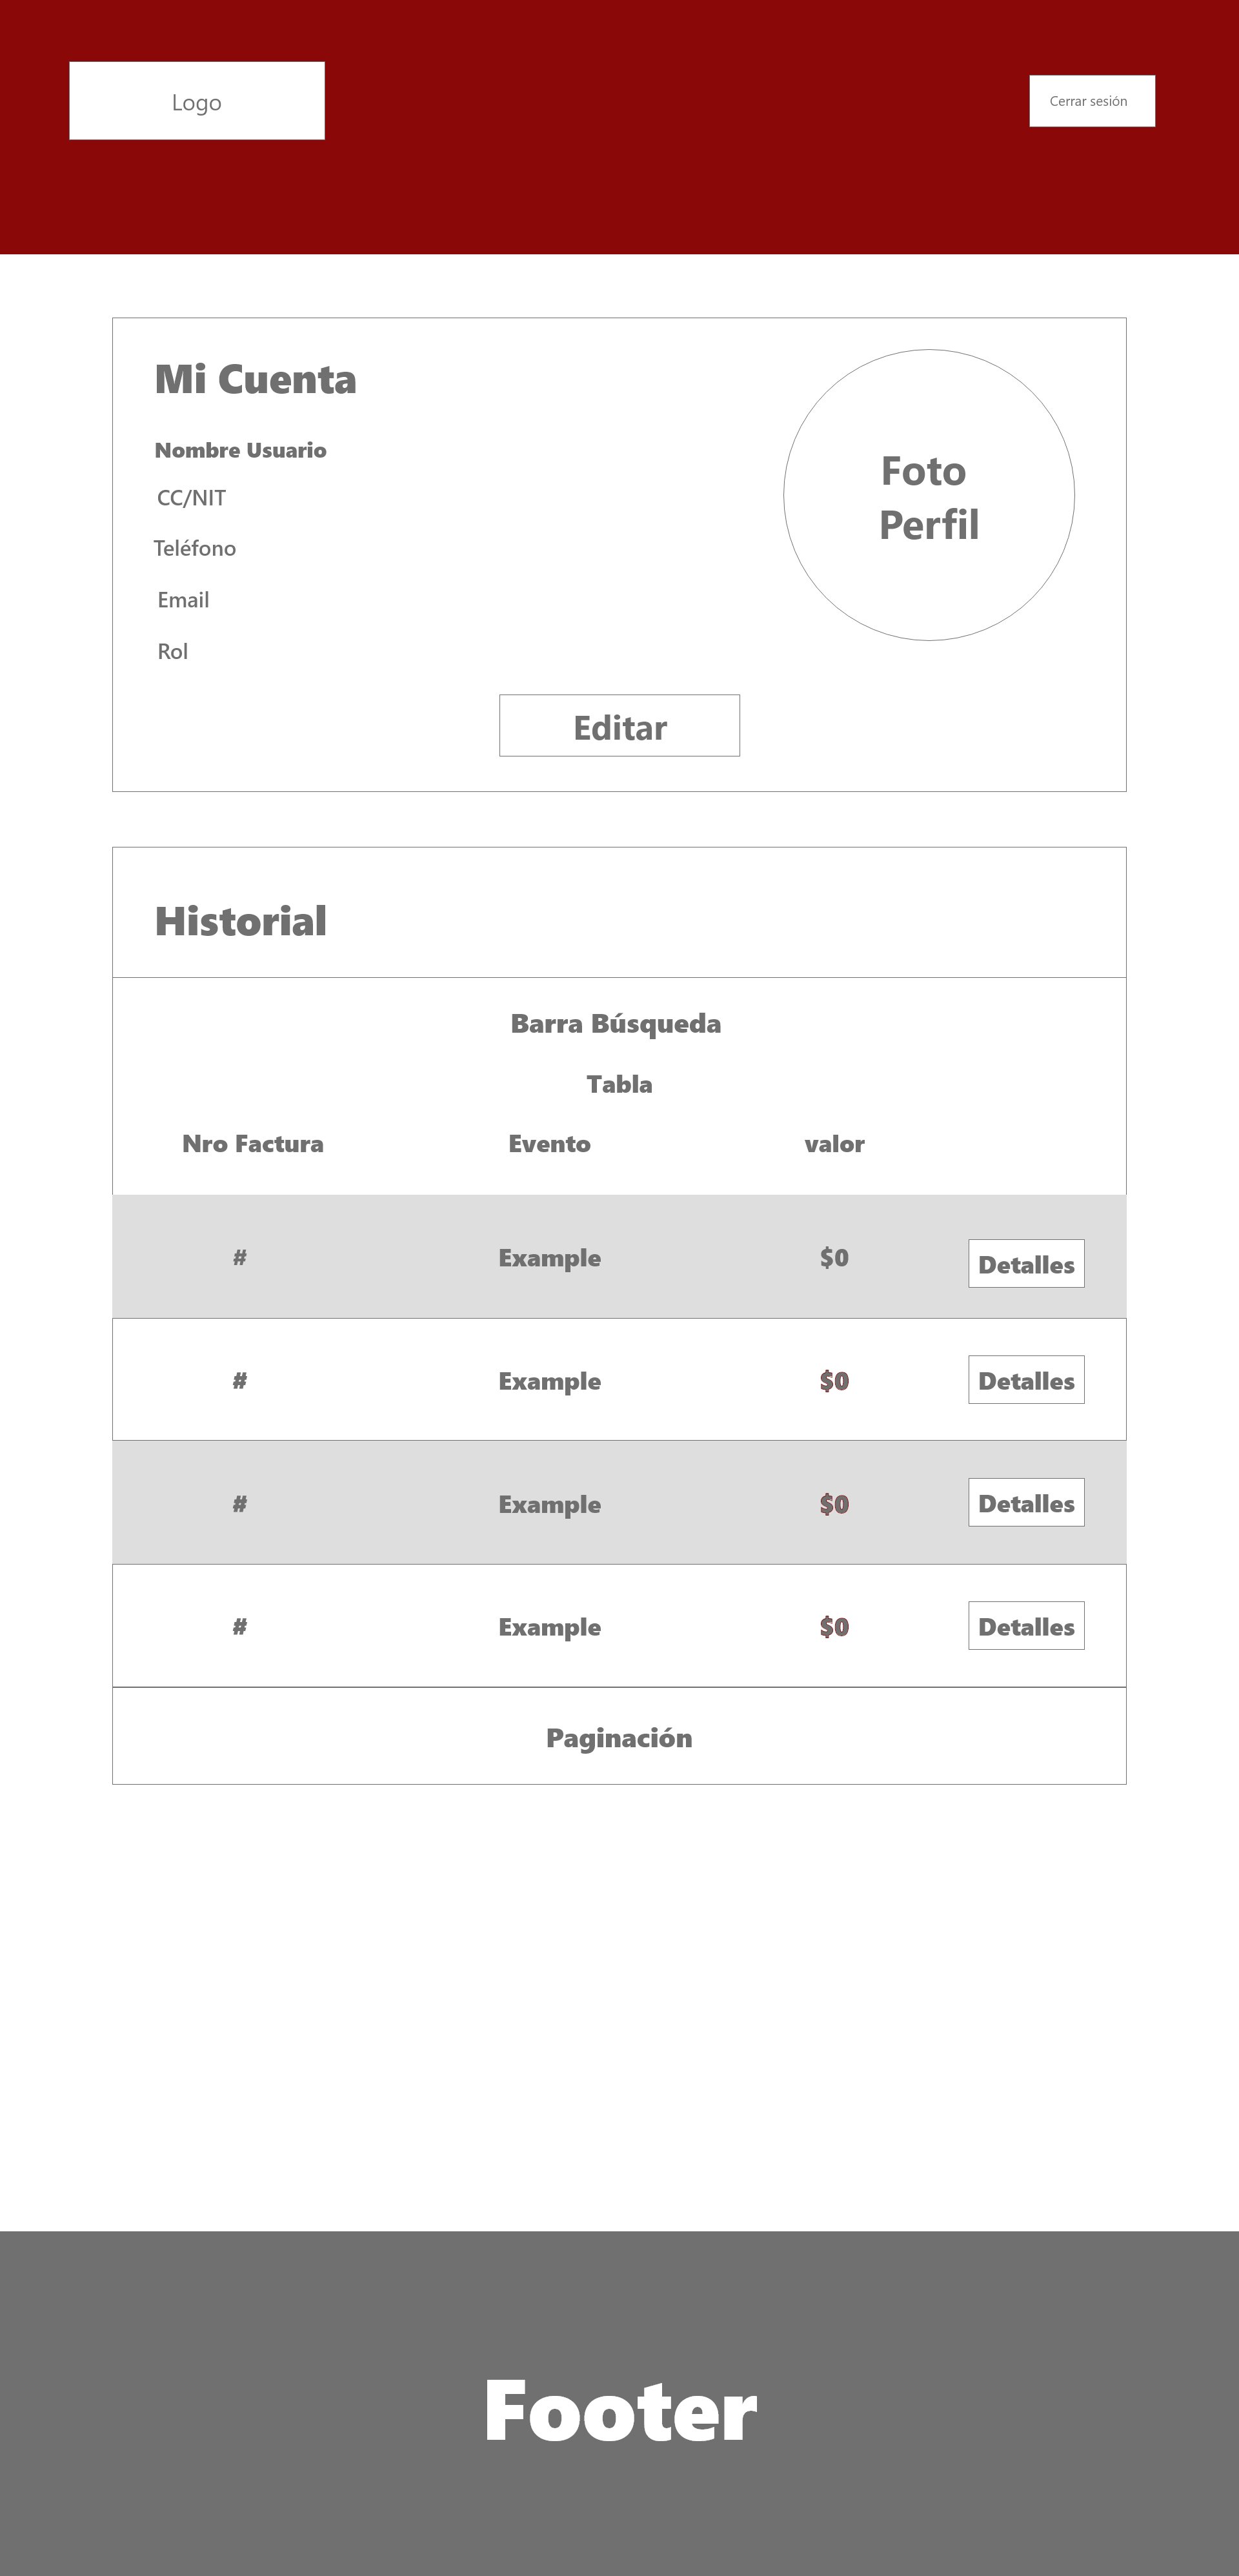 Logo
Cerrar sesión
Mi Cuenta
Nombre Usuario
CC/NIT
Teléfono
Email
Rol
Foto
Perfil
Editar
Historial
Barra Búsqueda
Tabla
Nro Factura Evento valor
# Example $0 Detalles
# Example $0 Detalles
# Example $0 Detalles
# Example $0 Detalles
Paginación
Footer